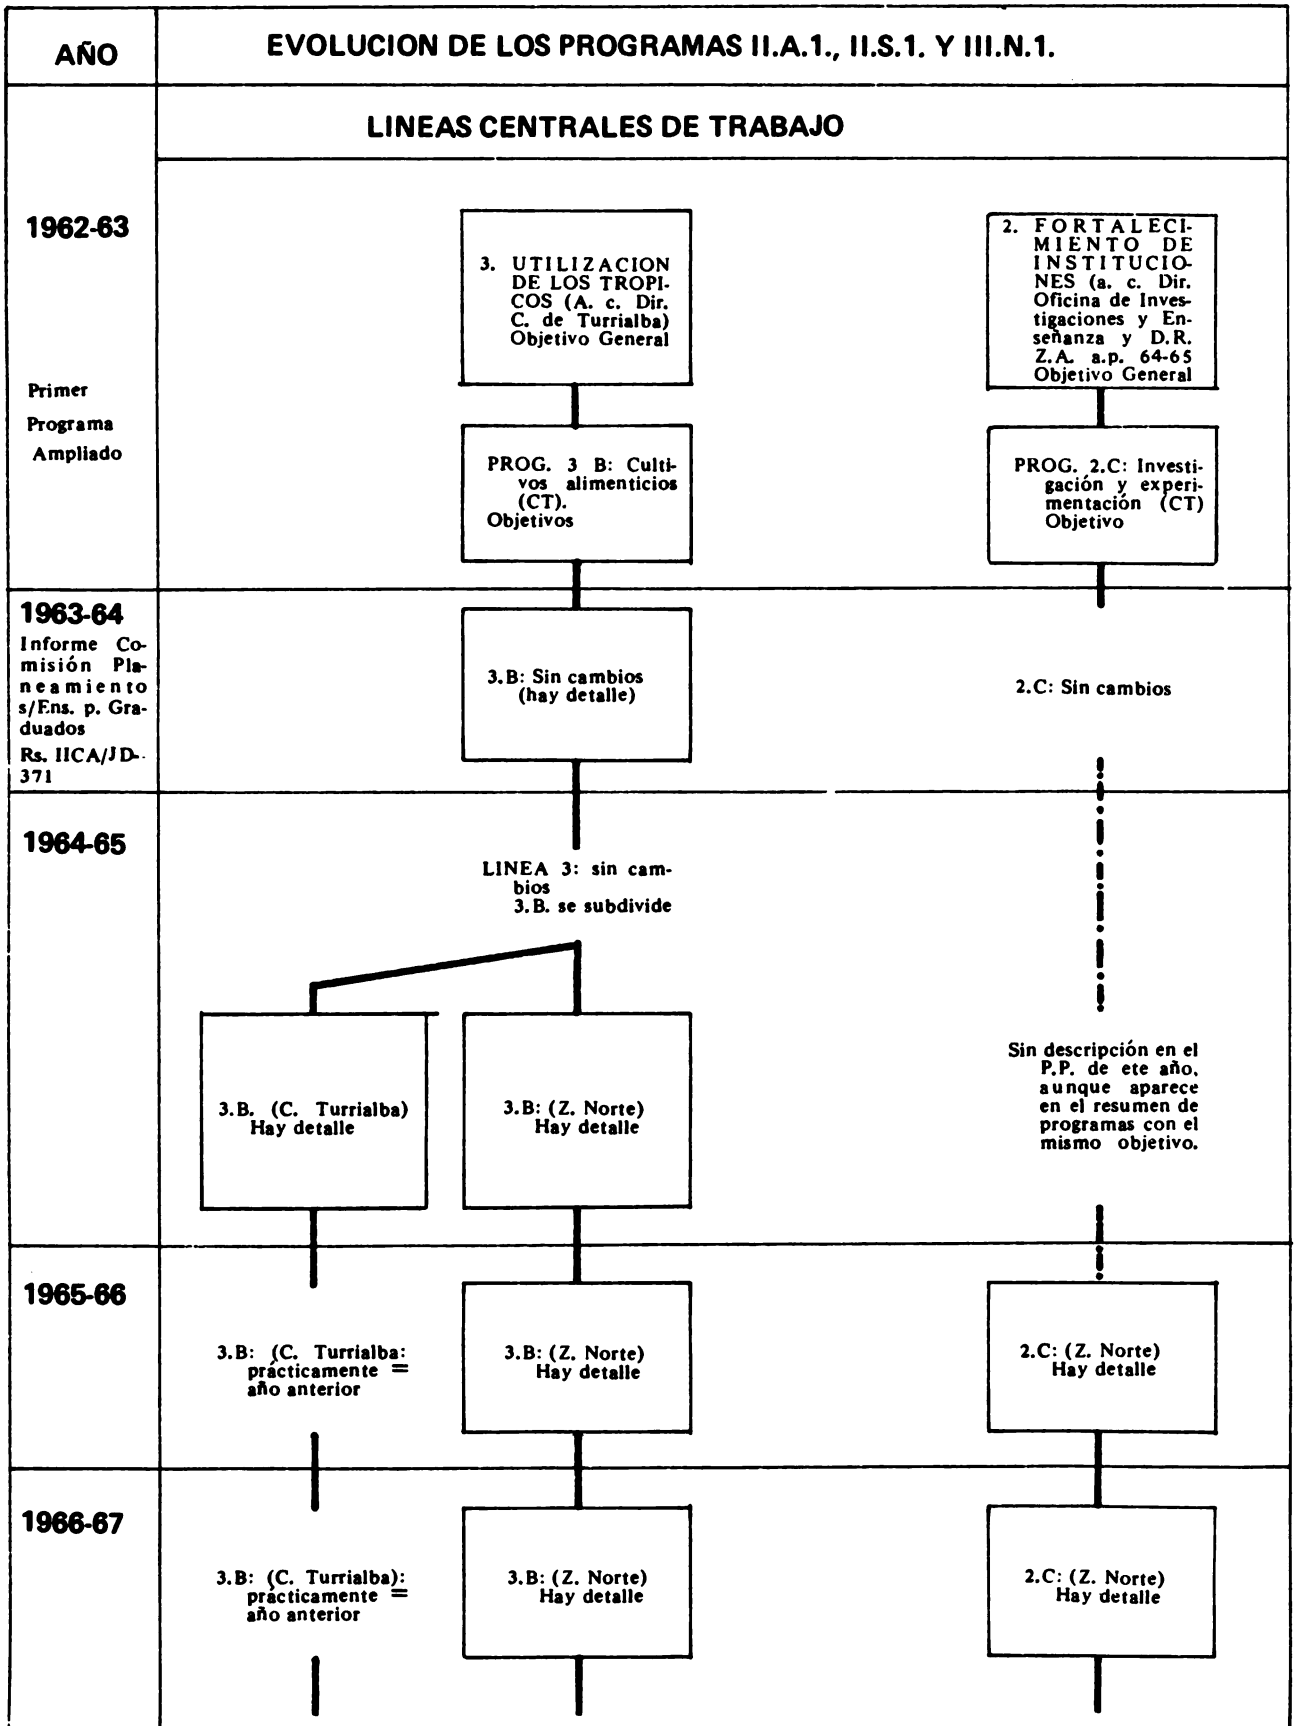 AÑO
EVOLUCION DE LOS PROGRAMAS II.A.1., II.S.1. Y III.N.1.
LINEAS CENTRALES DE TRABAJO
1962-63
Primer
Programa
Ampliado
3. UTILIZACION
DE LOS TROPI-
COS (A. c. Dir.
C. de Turrialba)
Objetivo General
2. FORTALECI-
MIENTO DE
INSTITUCIO-
NES (a. c. Dir.
Oficina de Inves-
tigaciones y En-
señanza y D.R.
Z.A. a.p. 64-65
Objetivo General
PROG. 3 B: Culti-
vos alimenticios
(CT).
Objetivos
PROG. 2.C: Investi-
gación y experi-
mentación (CT)
Objetivo
1963-64
Informe Co-
misión Pla-
neamiento
s/Ens. p. Gra-
duados
Rs. IICA/JD-
371
3.B: Sin cambios
(hay detalle)
2.C: Sin cambios
1964-65
LINEA 3: sin cam-
bios
3.B. se subdivide
3.B. (C. Turrialba)
Hay detalle
3.B: (Z. Norte)
Hay detalle
Sin descripción en el
P.P. de ete año,
aunque aparece
en el resumen de
programas con el
mismo objetivo.
1965-66
3.B: (C. Turrialba:
prácticamente =
año anterior
3.B: (Z. Norte)
Hay detalle
2.C: (Z. Norte)
Hay detalle
1966-67
3.B: (C. Turrialba):
prácticamente =
año anterior
3.B: (Z. Norte)
Hay detalle
2.C: (Z. Norte)
Hay detalle